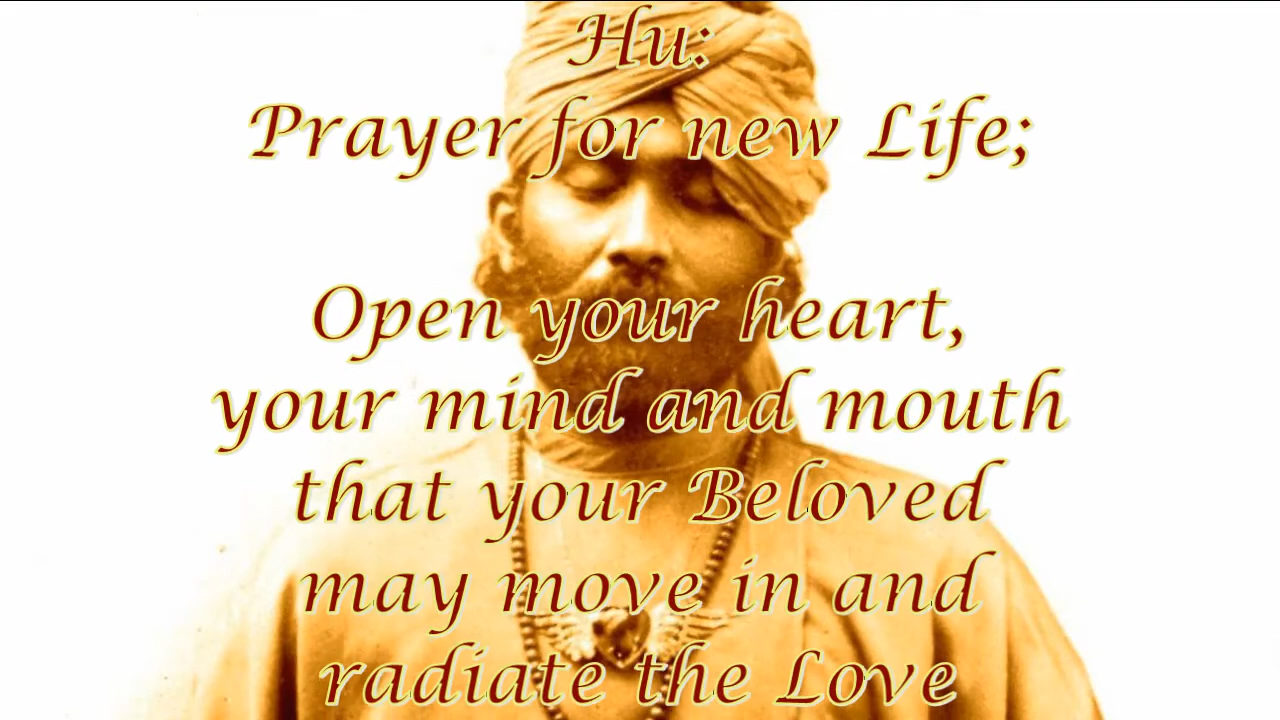 Hu:
Prayer for new Life;
Open your heart,
your mind and mouth
that your Beloved
may move in and
radiate the Love